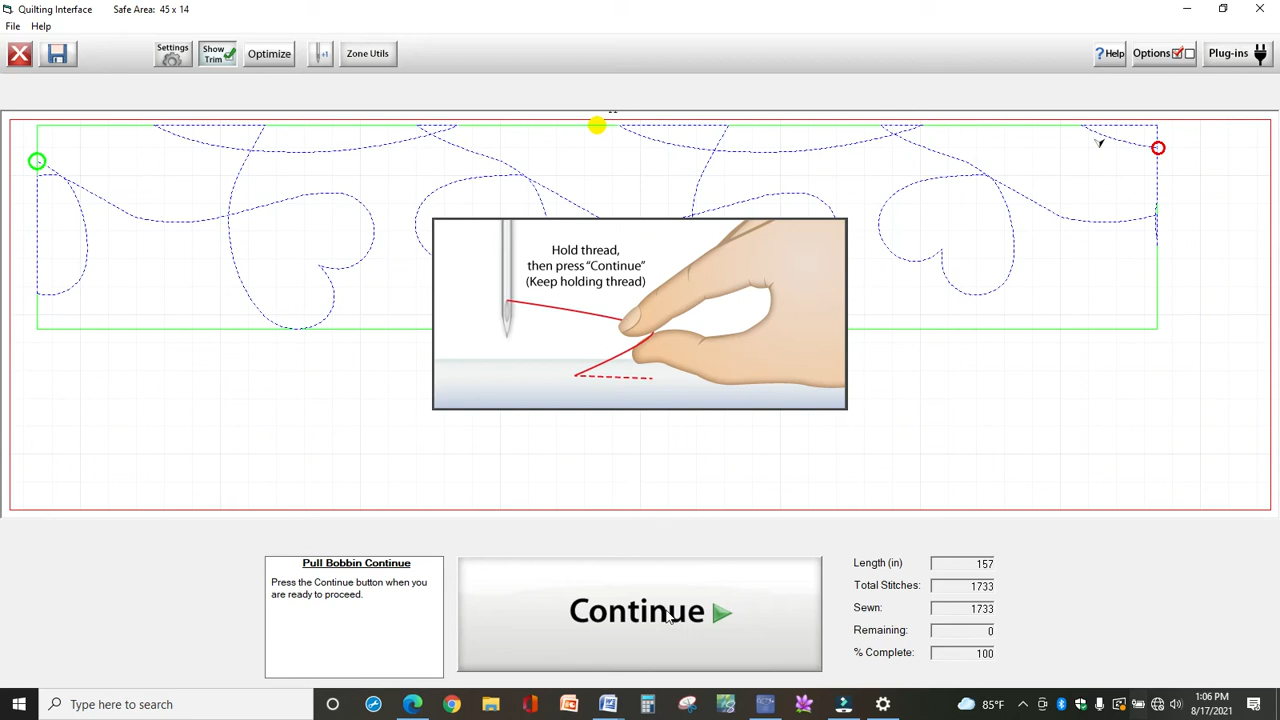 Quilting Interface Safe Area: 45 x 14
File Help
Settings
Show
Trim
Optimize
+1
Zone Utils
?Help
Options
Plug-ins
Hold thread,
then press “Continue”
(Keep holding thread)
Pull Bobbin Continue
Press the Continue button when you
are ready to proceed.
Continue
Length (in) 157
Total Stitches: 1733
Sewn: 1733
Remaining: 0
% Complete: 100
Type here to search
85°F
1:06 PM
8/17/2021